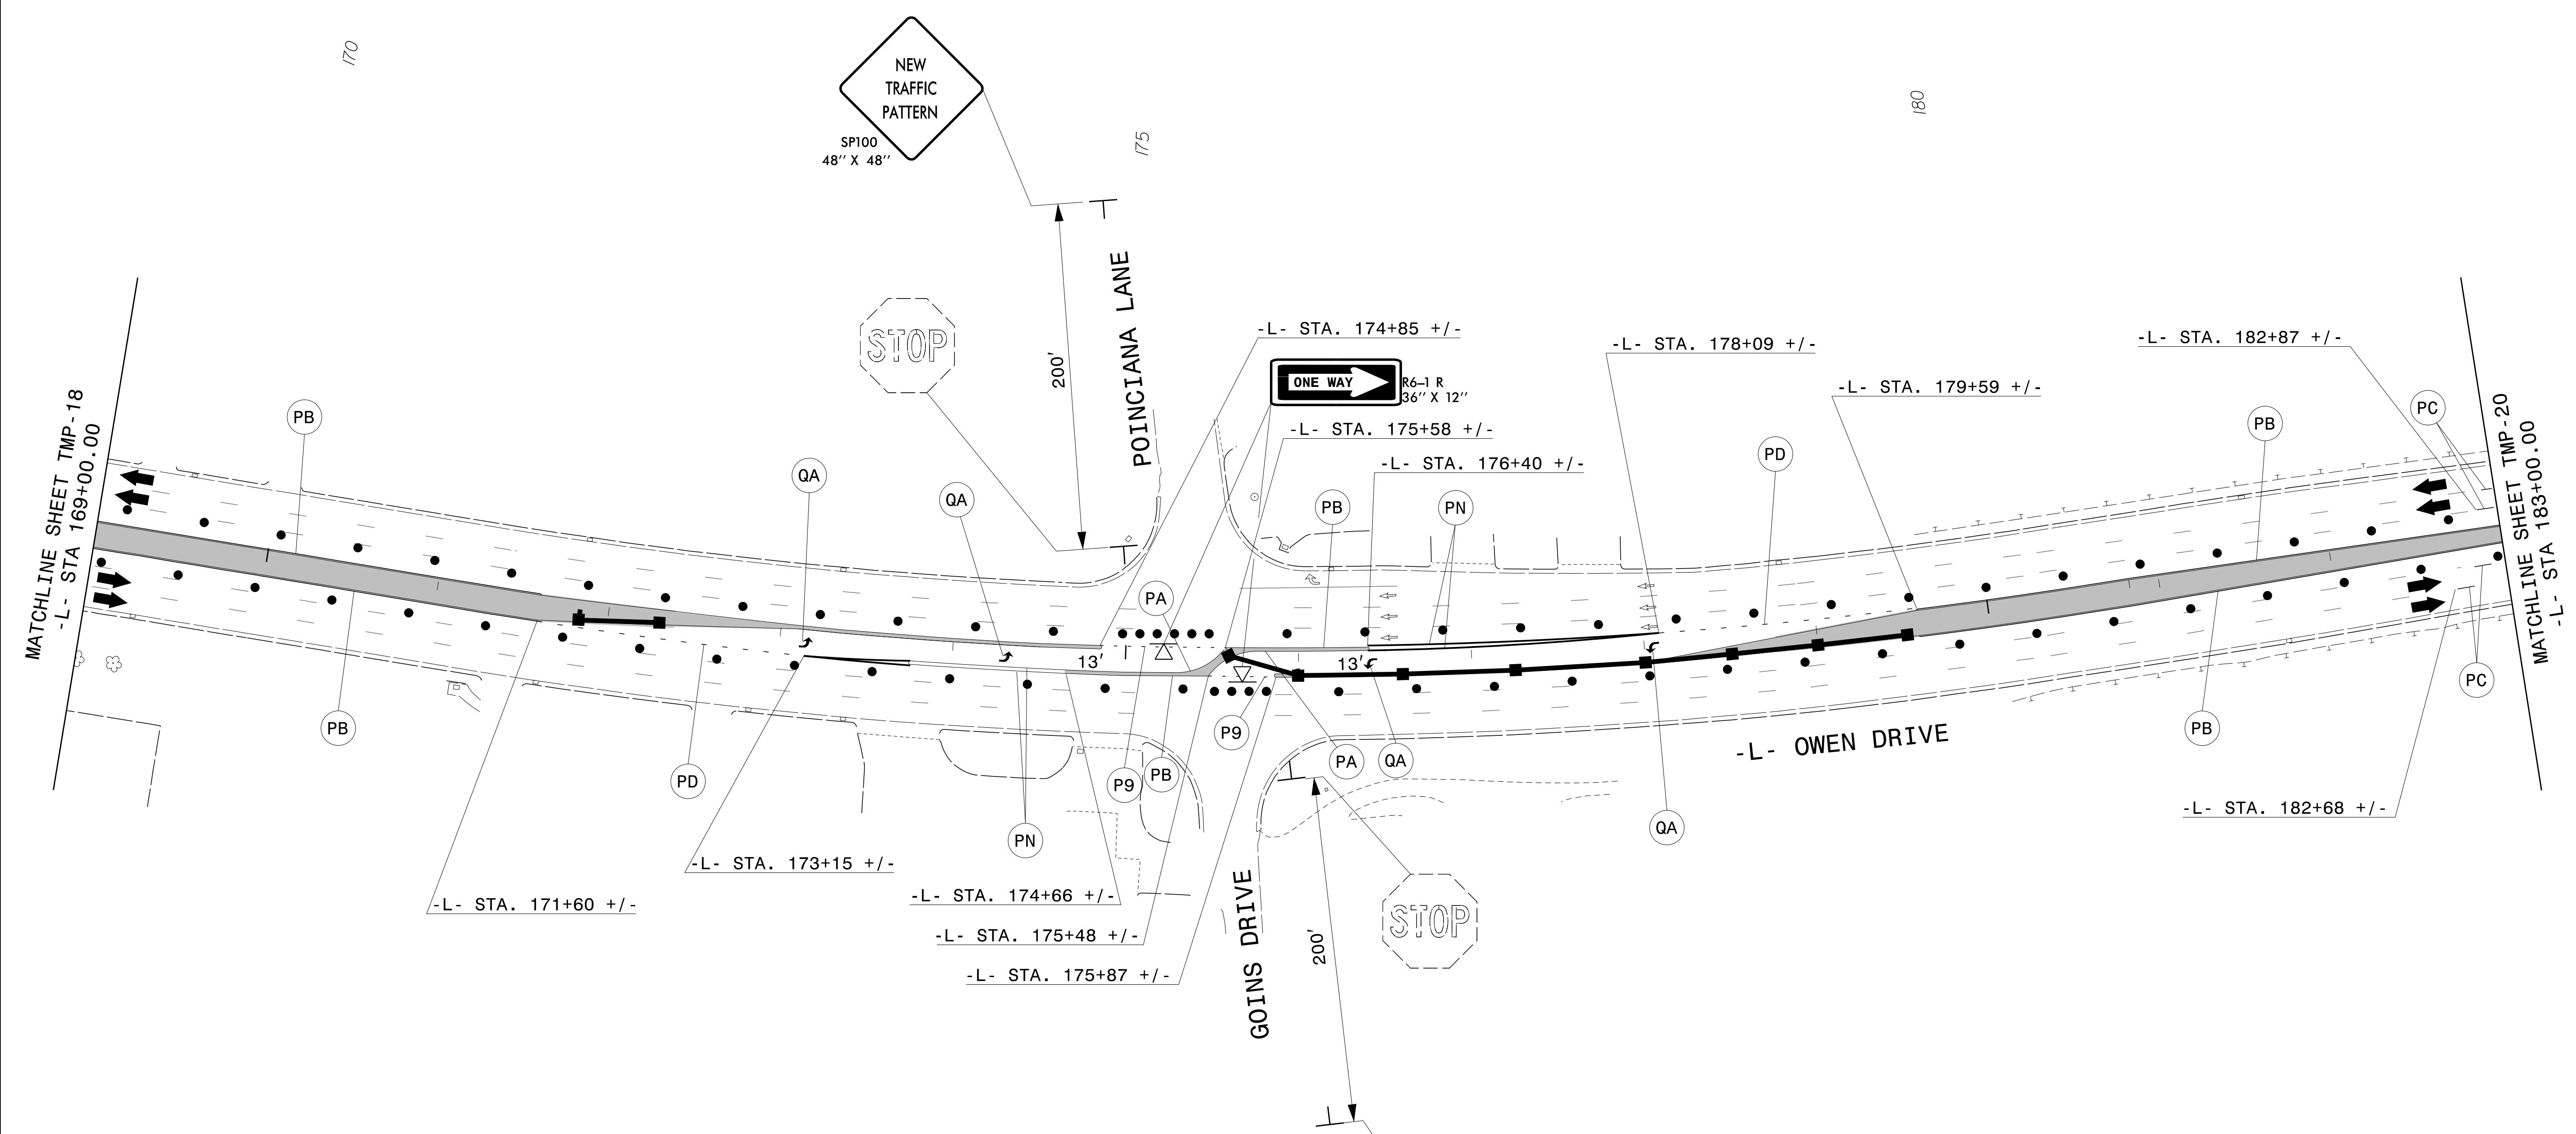 170
NEW
TRAFFIC
PATTERN
SP100
48'' X 48''
175
180
200'
POINCIANA LANE
STOP
-L- STA. 174+85 +/-
ONE WAY
R6-1 R
36'' X 12''
-L- STA. 175+58 +/-
-L- STA. 176+40 +/-
-L- STA. 178+09 +/-
-L- STA. 179+59 +/-
-L- STA. 182+87 +/-
MATCHLINE SHEET TMP-18
-L- STA 169+00.00
MATCHLINE SHEET TMP-20
-L- STA 183+00.00
PB
QA
QA
PB
PN
PD
PB
PC
PA
13'
13'
PB
PD
PN
P9
PB
P9
PA
QA
QA
PB
PC
-L- OWEN DRIVE
-L- STA. 171+60 +/-
-L- STA. 173+15 +/-
-L- STA. 174+66 +/-
-L- STA. 175+48 +/-
-L- STA. 175+87 +/-
-L- STA. 182+68 +/-
GOINS DRIVE
200'
STOP